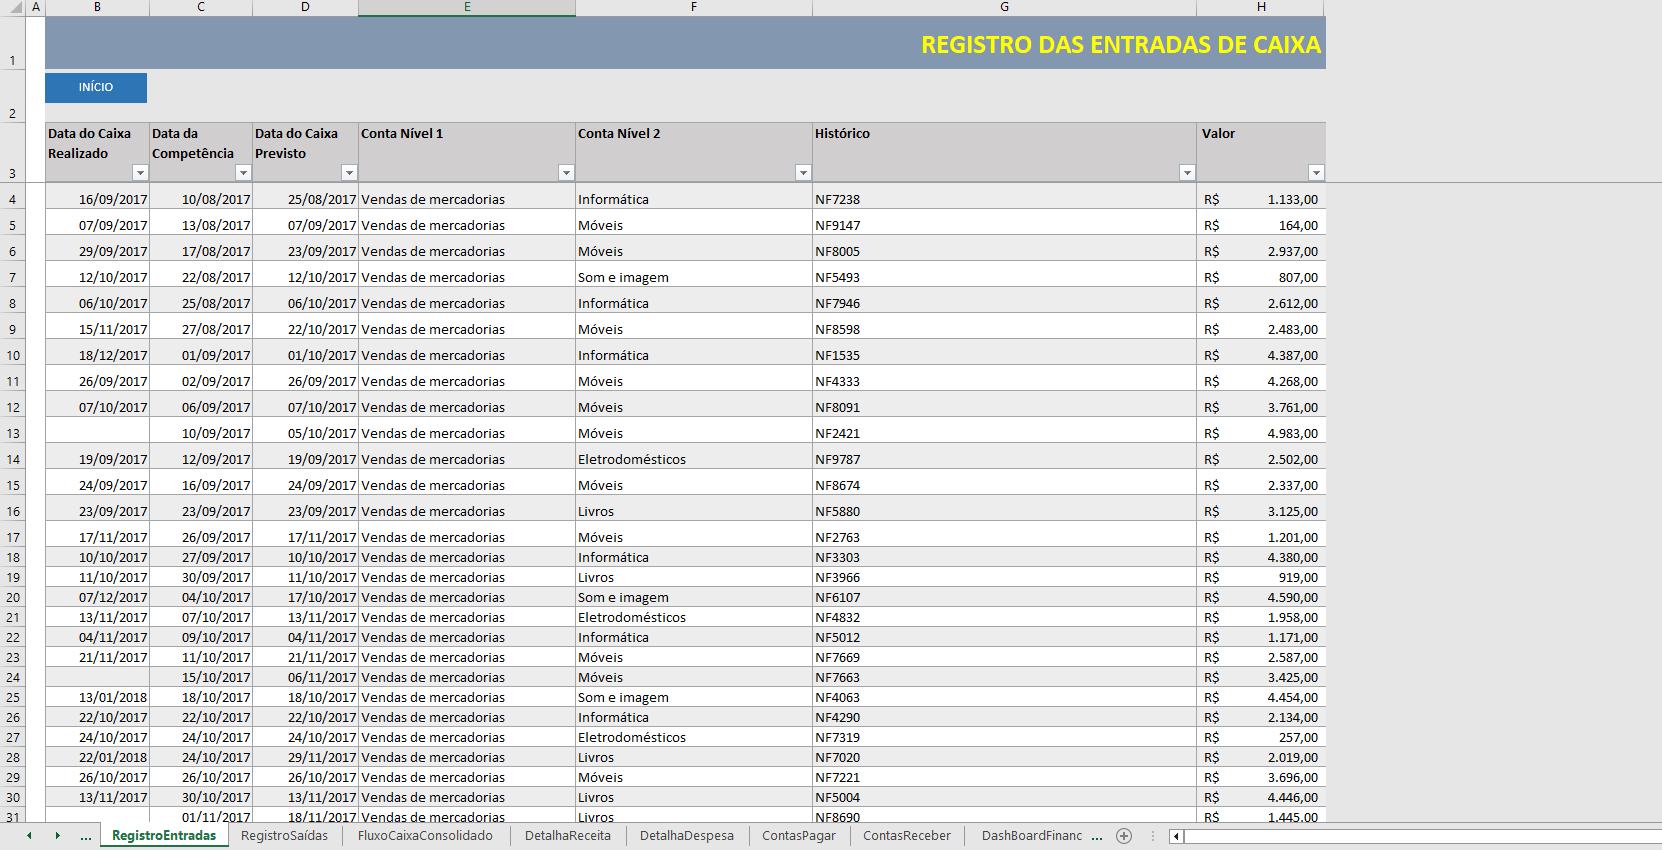 A B C D E F G H
1 REGISTRO DAS ENTRADAS DE CAIXA
INÍCIO
2
Data do Caixa Data da Data do Caixa Conta Nível 1 Conta Nível 2 Histórico Valor
Realizado Competência Previsto
3
4 16/09/2017 10/08/2017 25/08/2017 Vendas de mercadorias Informática NF7238 R$ 1.133,00
5 07/09/2017 13/08/2017 07/09/2017 Vendas de mercadorias Móveis NF9147 R$ 164,00
6 29/09/2017 17/08/2017 23/09/2017 Vendas de mercadorias Móveis NF8005 R$ 2.937,00
7 12/10/2017 22/08/2017 12/10/2017 Vendas de mercadorias Som e imagem NF5493 R$ 807,00
8 06/10/2017 25/08/2017 06/10/2017 Vendas de mercadorias Informática NF7946 R$ 2.612,00
9 15/11/2017 27/08/2017 22/10/2017 Vendas de mercadorias Móveis NF8598 R$ 2.483,00
10 18/12/2017 01/09/2017 01/10/2017 Vendas de mercadorias Informática NF1535 R$ 4.387,00
11 26/09/2017 02/09/2017 26/09/2017 Vendas de mercadorias Móveis NF4333 R$ 4.268,00
12 07/10/2017 06/09/2017 07/10/2017 Vendas de mercadorias Móveis NF8091 R$ 3.761,00
13 10/09/2017 05/10/2017 Vendas de mercadorias Móveis NF2421 R$ 4.983,00
14 19/09/2017 12/09/2017 19/09/2017 Vendas de mercadorias Eletrodomésticos NF9787 R$ 2.502,00
15 24/09/2017 16/09/2017 24/09/2017 Vendas de mercadorias Móveis NF8674 R$ 2.337,00
16 23/09/2017 23/09/2017 23/09/2017 Vendas de mercadorias Livros NF5880 R$ 3.125,00
17 17/11/2017 26/09/2017 17/11/2017 Vendas de mercadorias Móveis NF2763 R$ 1.201,00
18 10/10/2017 27/09/2017 10/10/2017 Vendas de mercadorias Informática NF3303 R$ 4.380,00
19 11/10/2017 30/09/2017 11/10/2017 Vendas de mercadorias Livros NF3966 R$ 919,00
20 07/12/2017 04/10/2017 17/10/2017 Vendas de mercadorias Som e imagem NF6107 R$ 4.590,00
21 13/11/2017 07/10/2017 13/11/2017 Vendas de mercadorias Eletrodomésticos NF4832 R$ 1.958,00
22 04/11/2017 09/10/2017 04/11/2017 Vendas de mercadorias Informática NF5012 R$ 1.171,00
23 21/11/2017 11/10/2017 21/11/2017 Vendas de mercadorias Móveis NF7669 R$ 2.587,00
24 15/10/2017 06/11/2017 Vendas de mercadorias Móveis NF7663 R$ 3.425,00
25 13/01/2018 18/10/2017 18/10/2017 Vendas de mercadorias Som e imagem NF4063 R$ 4.454,00
26 22/10/2017 22/10/2017 22/10/2017 Vendas de mercadorias Informática NF4290 R$ 2.134,00
27 24/10/2017 24/10/2017 24/10/2017 Vendas de mercadorias Eletrodomésticos NF7319 R$ 257,00
28 22/01/2018 24/10/2017 29/11/2017 Vendas de mercadorias Livros NF7020 R$ 2.019,00
29 26/10/2017 26/10/2017 26/10/2017 Vendas de mercadorias Móveis NF7221 R$ 3.696,00
30 13/11/2017 30/10/2017 13/11/2017 Vendas de mercadorias Livros NF5004 R$ 4.446,00
31 01/11/2017 18/11/2017 Vendas de mercadorias Livros NF8690 R$ 1.445,00
... RegistroEntradas RegistroSaídas FluxoCaixaConsolidado DetalhaReceita DetalhaDespesa ContasPagar ContasReceber DashBoardFinanc ...